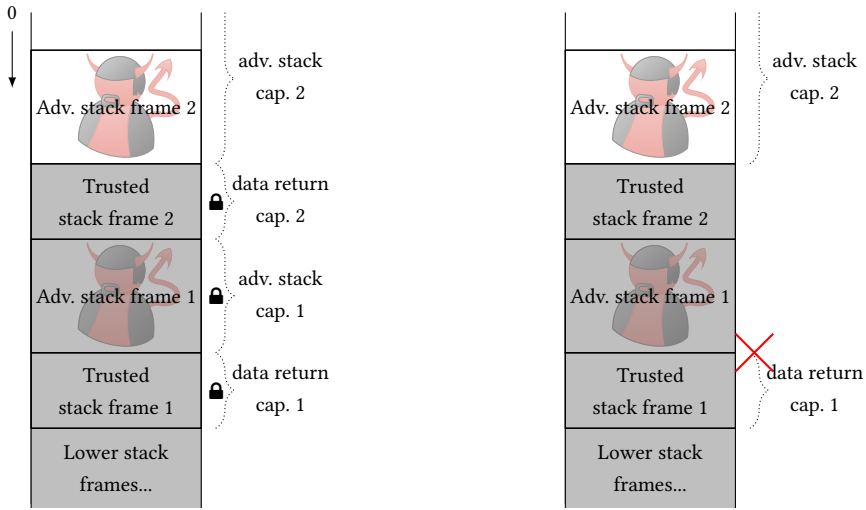 0
adv. stack
cap. 2
Adv. stack frame 2
Trusted
stack frame 2
data return
cap. 2
Adv. stack frame 1
adv. stack
cap. 1
Trusted
stack frame 1
data return
cap. 1
Lower stack
frames...
adv. stack
cap. 2
Adv. stack frame 2
Trusted
stack frame 2
Adv. stack frame 1
Trusted
stack frame 1
data return
cap. 1
Lower stack
frames...